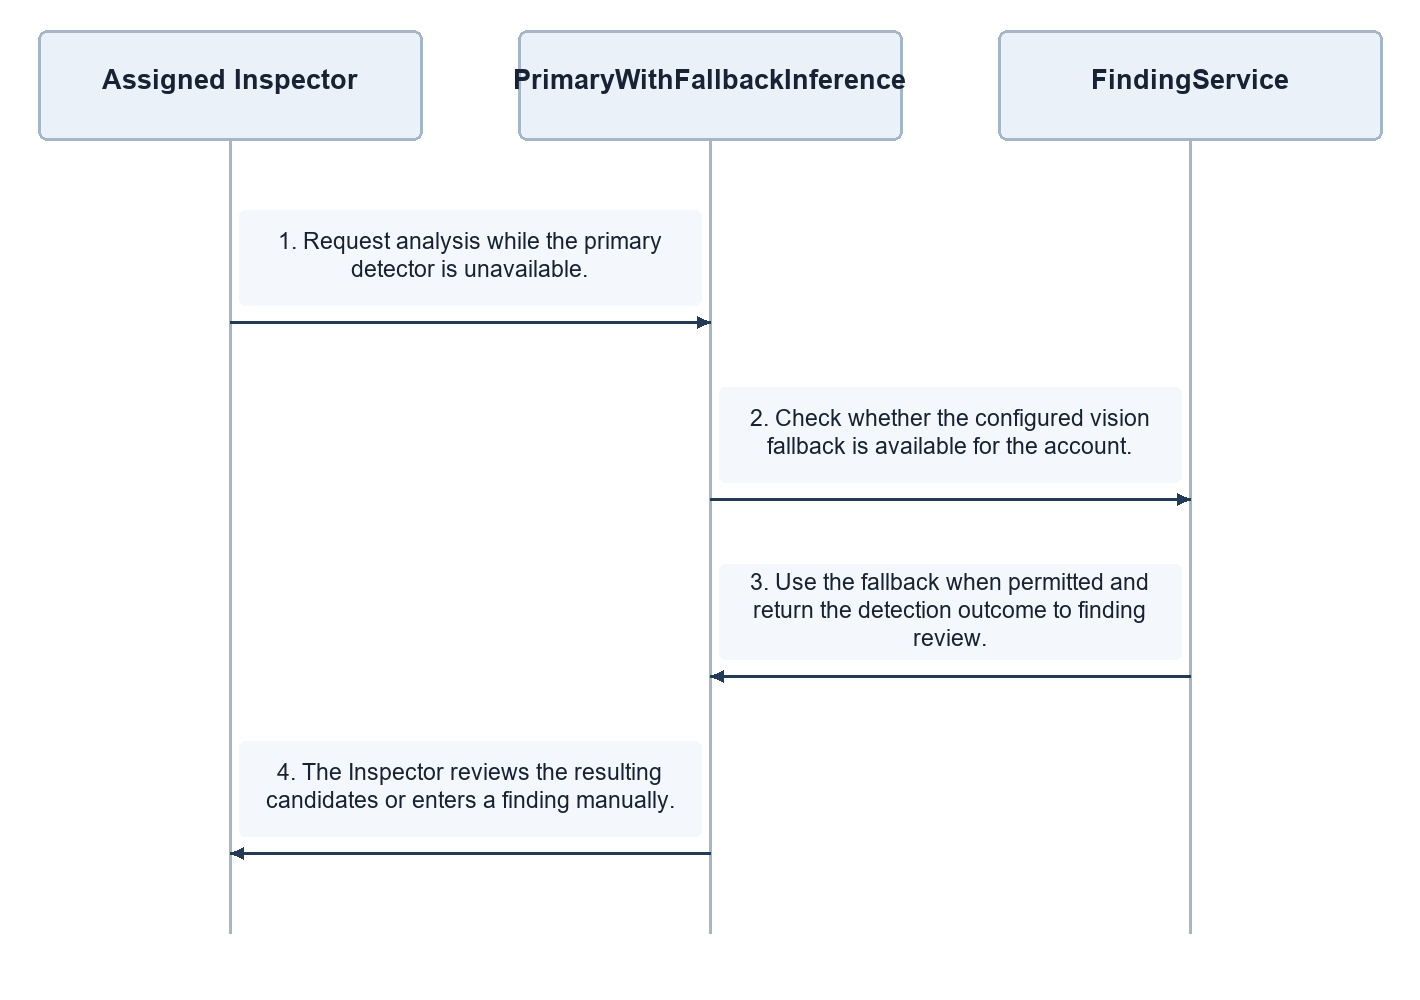 Assigned Inspector
PrimaryWithFallbackInference
FindingService
1. Request analysis while the primary
detector is unavailable.
2. Check whether the configured vision
fallback is available for the account.
3. Use the fallback when permitted and
return the detection outcome to finding
review.
4. The Inspector reviews the resulting
candidates or enters a finding manually.